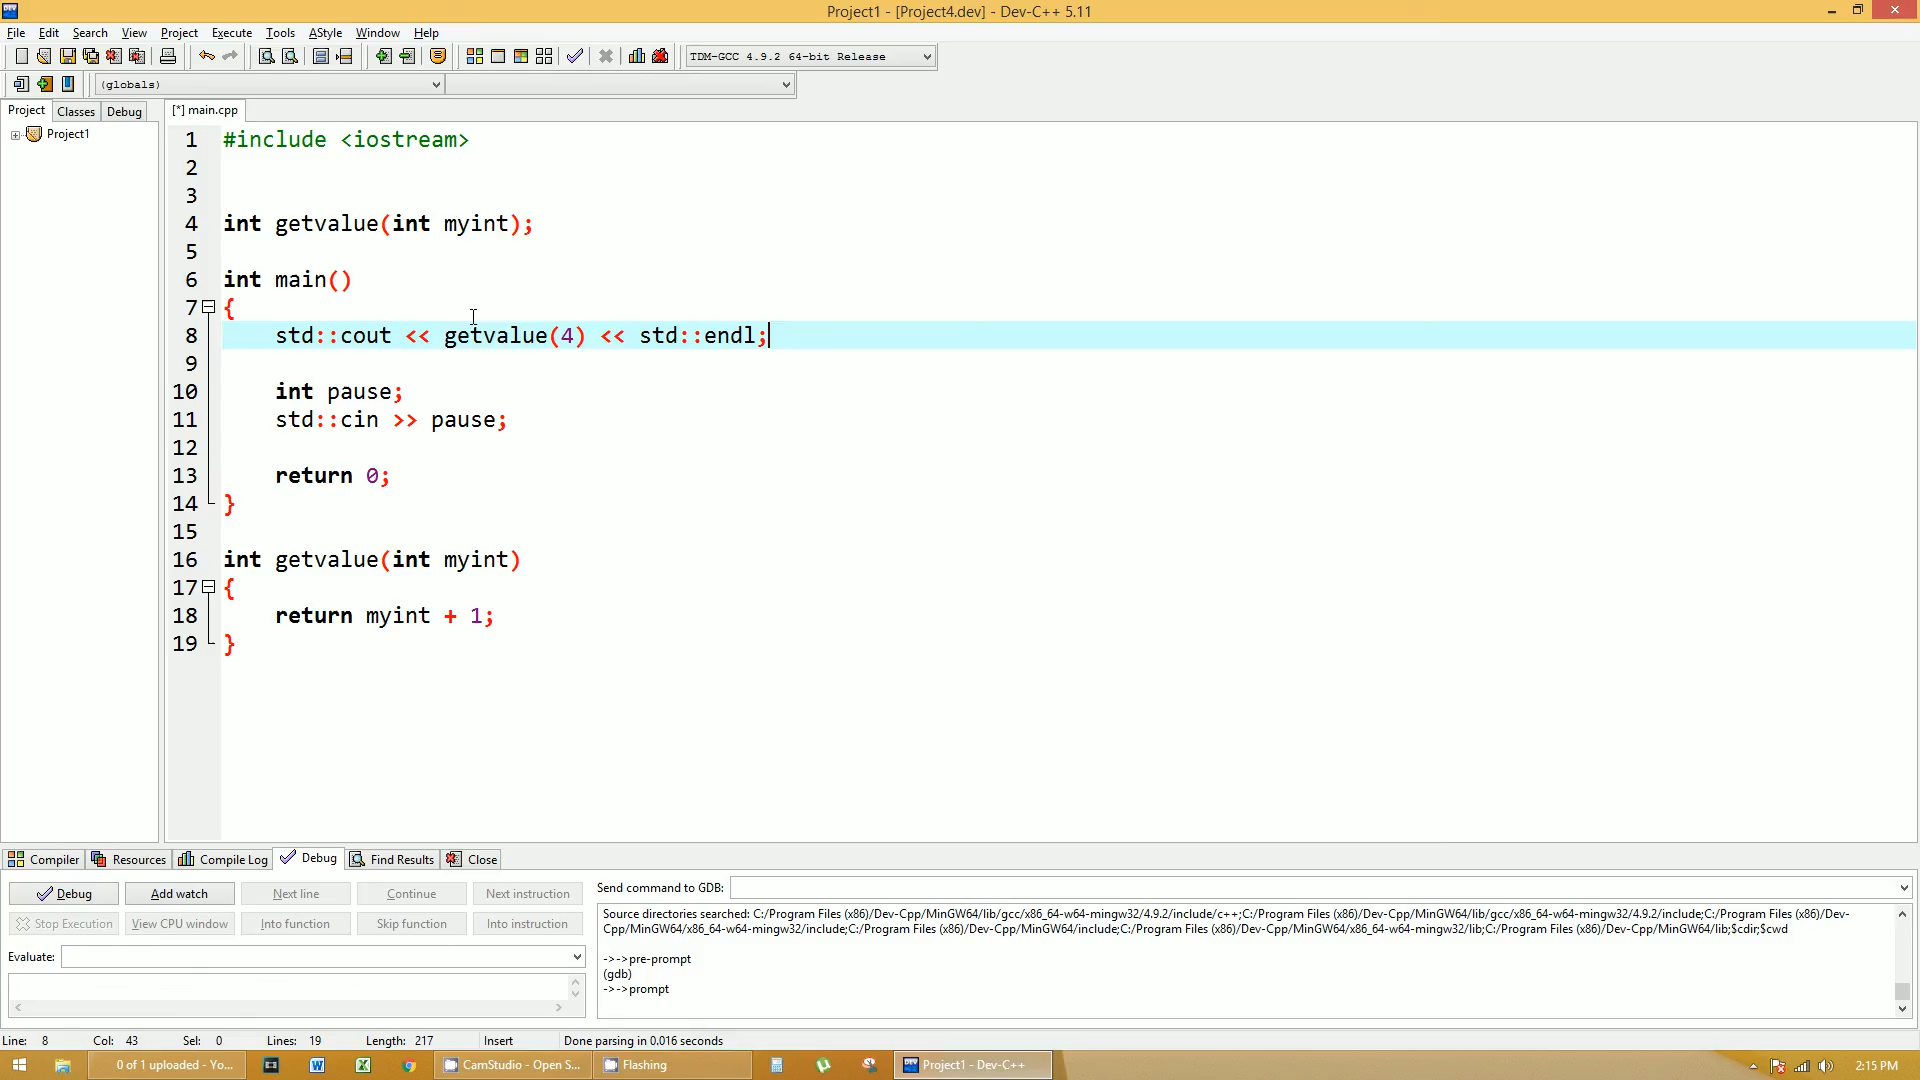 Project1 - [Project4.dev] - Dev-C++ 5.11
File Edit Search View Project Execute Tools AStyle Window Help
TDM-GCC 4.9.2 64-bit Release
(globals)
Project Classes Debug [*] main.cpp
Project1
1 #include <iostream>
2
3
4 int getvalue(int myint);
5
6 int main()
7 {
8 std::cout << getvalue(4) << std::endl;
9
10 int pause;
11 std::cin >> pause;
12
13 return 0;
14 }
15
16 int getvalue(int myint)
17 {
18 return myint + 1;
19 }
Compiler Resources Compile Log Debug Find Results Close
Debug Add watch Next line Continue Next instruction
Stop Execution View CPU window Into function Skip function Into instruction
Evaluate:
Send command to GDB:
Source directories searched: C:/Program Files (x86)/Dev-Cpp/MinGW64/lib/gcc/x86_64-w64-mingw32/4.9.2/include/c++;C:/Program Files (x86)/Dev-Cpp/MinGW64/lib/gcc/x86_64-w64-mingw32/4.9.2/include;C:/Program Files (x86)/Dev-
Cpp/MinGW64/x86_64-w64-mingw32/include;C:/Program Files (x86)/Dev-Cpp/MinGW64/include;C:/Program Files (x86)/Dev-Cpp/MinGW64/x86_64-w64-mingw32/lib;C:/Program Files (x86)/Dev-Cpp/MinGW64/lib;$cdir;$cwd
->->pre-prompt
(gdb)
->->prompt
Line: 8 Col: 43 Sel: 0 Lines: 19 Length: 217 Insert Done parsing in 0.016 seconds
0 of 1 uploaded - Yo... CamStudio - Open S... Flashing Project1 - Dev-C++ 2:15 PM